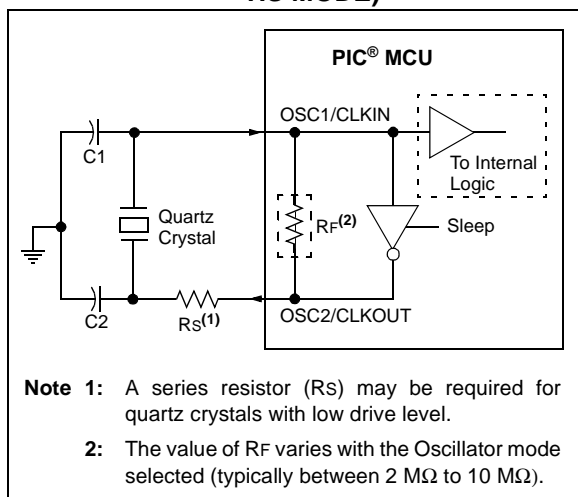 HS MODE)
PIC® MCU
OSC1/CLKIN
C1
To Internal
Logic
Quartz
Crystal
RF(2)
Sleep
C2
RS(1)
OSC2/CLKOUT
Note 1: A series resistor (RS) may be required for
quartz crystals with low drive level.
2: The value of RF varies with the Oscillator mode
selected (typically between 2 MΩ to 10 MΩ).